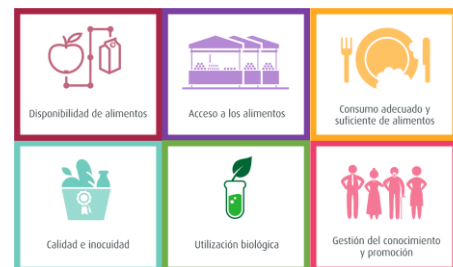 Disponibilidad de alimentos
Acceso a los alimentos
Consumo adecuado y
suficiente de alimentos
Calidad e inocuidad
Utilización biológica
Gestión del conocimiento
y promoción